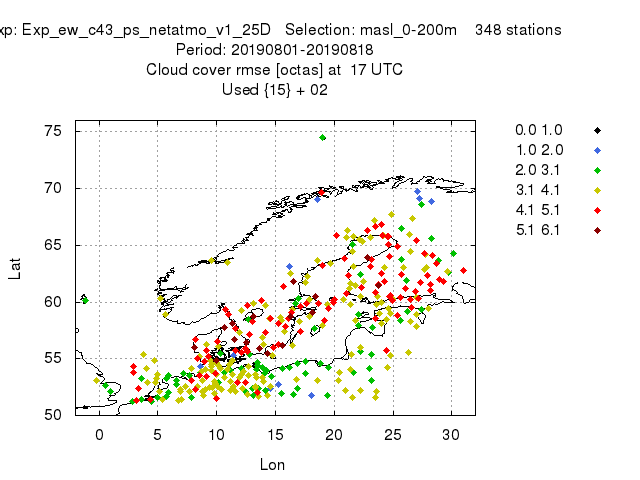 xp: Exp_ew_c43_ps_netatmo_v1_25D Selection: masl_0-200m 348 stations
Period: 20190801-20190818
Cloud cover rmse [octas] at 17 UTC
Used {15} + 02
75
70
65
60
55
50
Lat
0 5 10 15 20 25 30
Lon
0.0 1.0
1.0 2.0
2.0 3.1
3.1 4.1
4.1 5.1
5.1 6.1